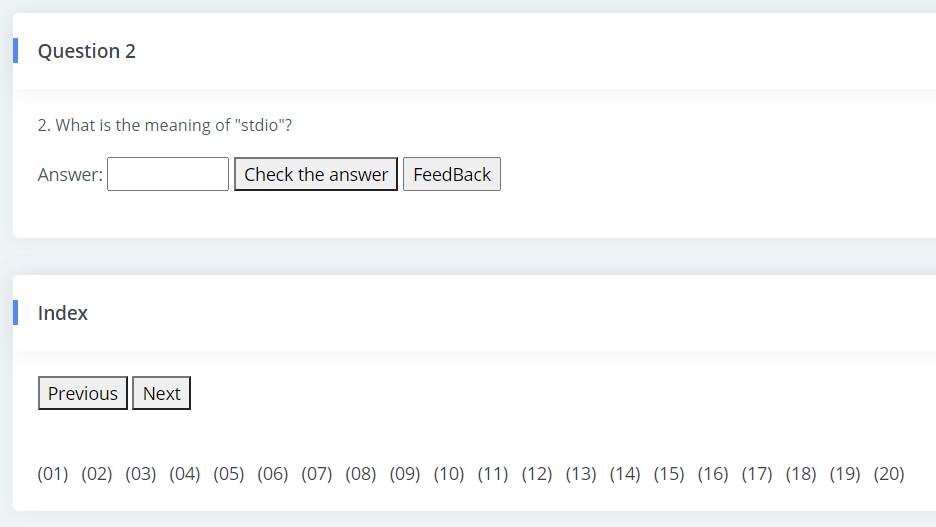 Question 2
2. What is the meaning of "stdio"?
Answer: Check the answer FeedBack
Index
Previous Next
(01) (02) (03) (04) (05) (06) (07) (08) (09) (10) (11) (12) (13) (14) (15) (16) (17) (18) (19) (20)